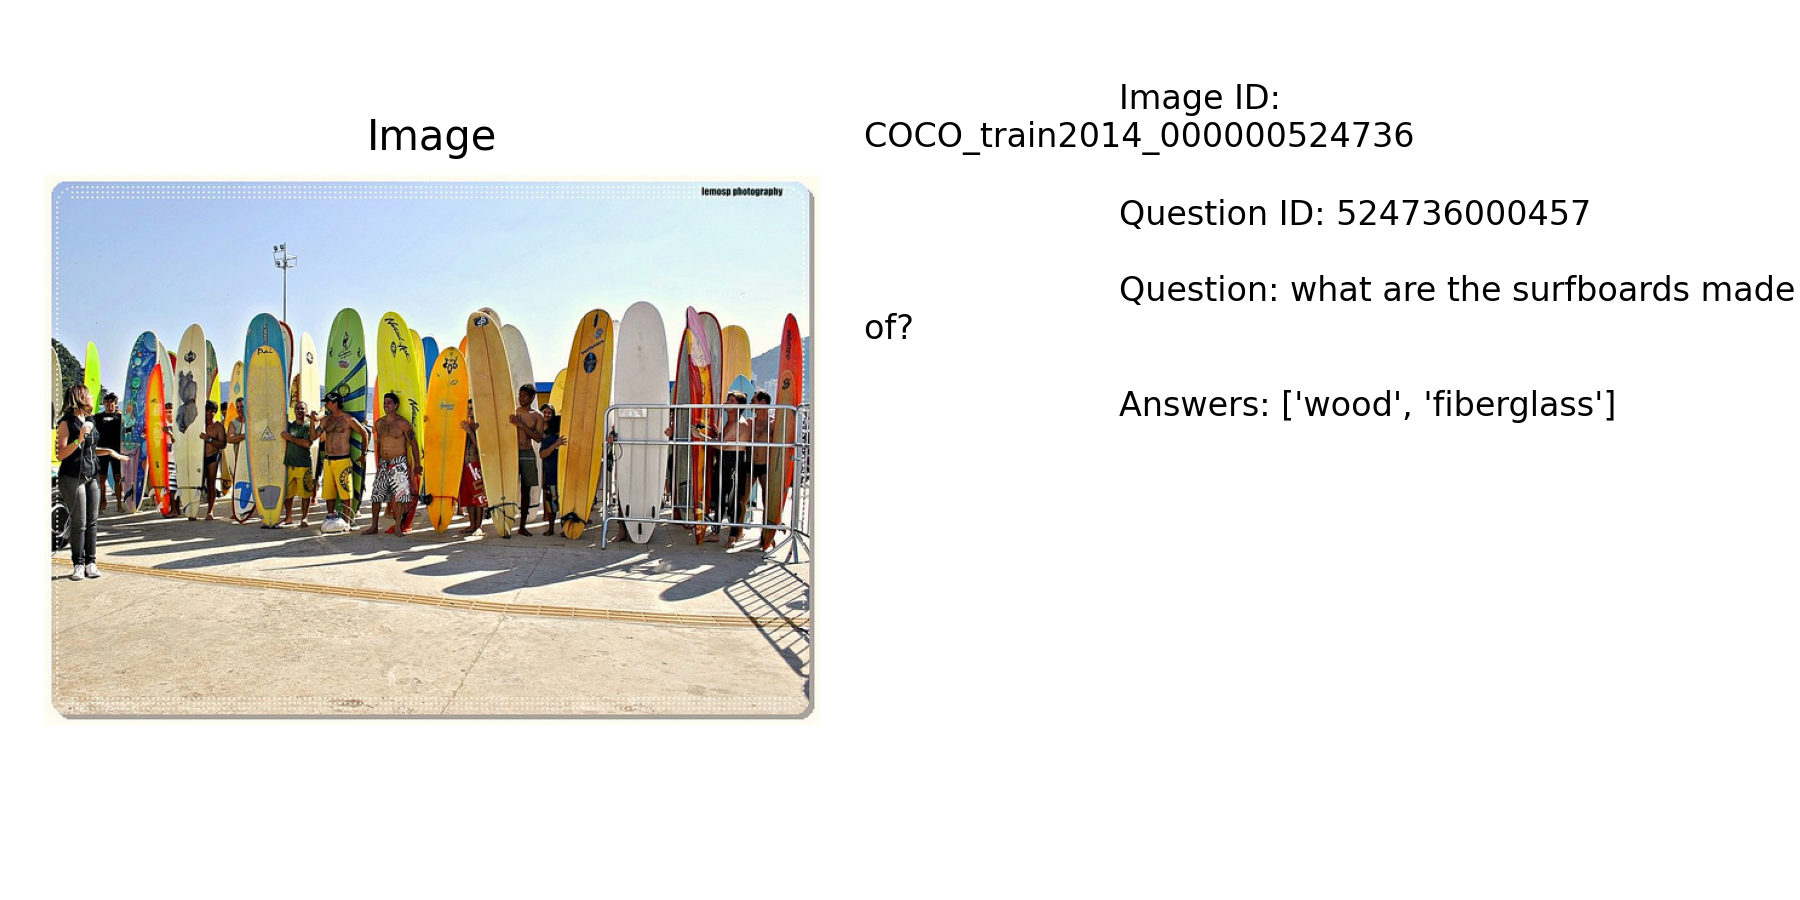 Image
lemosp photography
Image ID:
COCO_train2014_000000524736
Question ID: 524736000457
Question: what are the surfboards made
of?
Answers: ['wood', 'fiberglass']